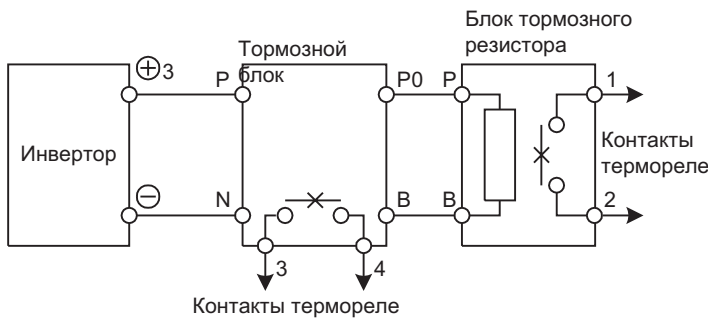 Блок тормозного
резистора
Тормозной
блок
⊕3
P
P0
P
1
Инвертор
Контакты
термореле
⊖
N
B
B
2
3
4
Контакты термореле